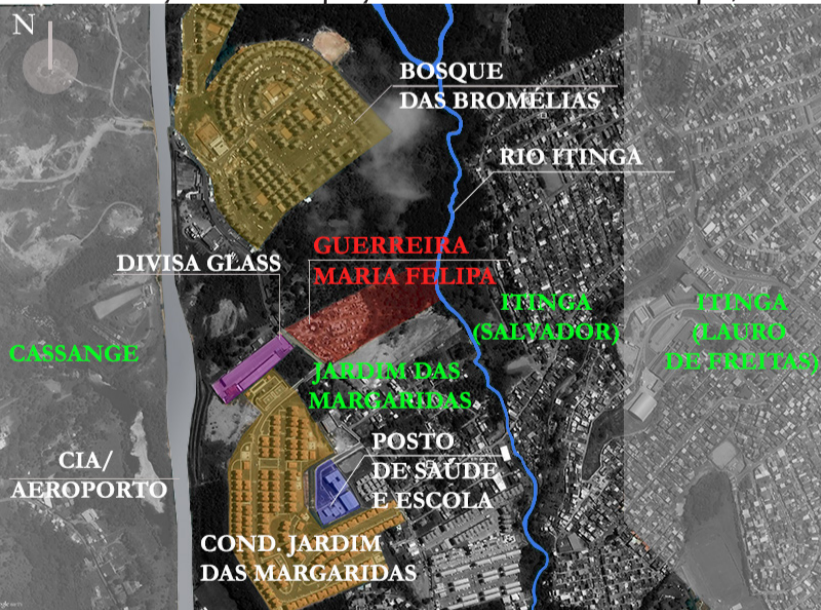 N
BOSQUE
DAS BROMÉLIAS
RIO ITINGA
GUERREIRA
MARIA FELIPA
DIVISA GLASS
ITINGA
(SALVADOR)
ITINGA
(LAURO
DE FREITAS)
CASSANGE
JARDIM DAS
MARGARIDAS
POSTO
DE SAÚDE
E ESCOLA
CIA/
AEROPORTO
COND. JARDIM
DAS MARGARIDAS